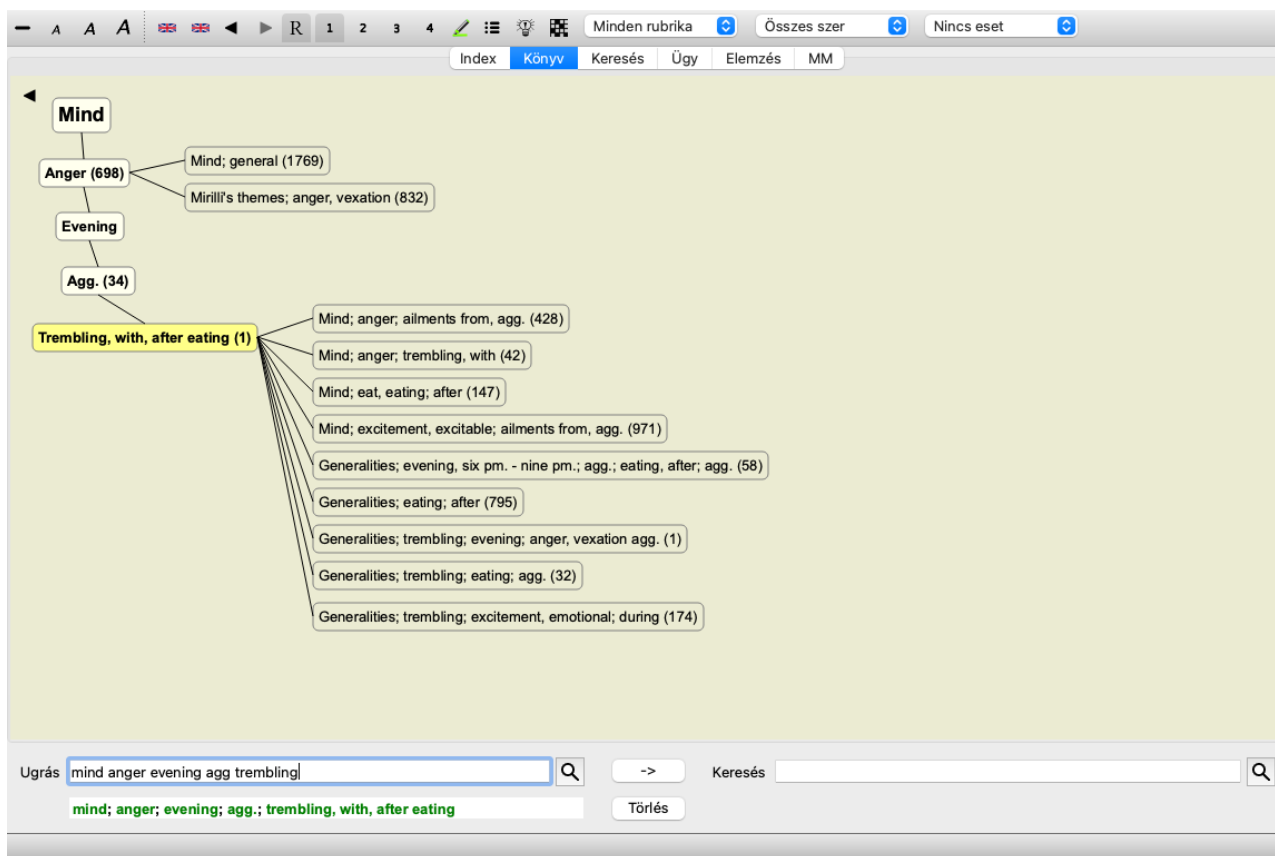 A A A R 1 2 3 4 Minden rubrika Összes szer Nincs eset
Index Könyv Keresés Ügy Elemzés MM
Mind
Anger (698)
Mind; general (1769)
Mirilli's themes; anger, vexation (832)
Evening
Agg. (34)
Trembling, with, after eating (1)
Mind; anger; ailments from, agg. (428)
Mind; anger; trembling, with (42)
Mind; eat, eating; after (147)
Mind; excitement, excitable; ailments from, agg. (971)
Generalities; evening, six pm. - nine pm.; agg.; eating, after; agg. (58)
Generalities; eating; after (795)
Generalities; trembling; evening; anger, vexation agg. (1)
Generalities; trembling; eating; agg. (32)
Generalities; trembling; excitement, emotional; during (174)
Ugrás mind anger evening agg trembling -> Keresés
mind; anger; evening; agg.; trembling, with, after eating Törlés